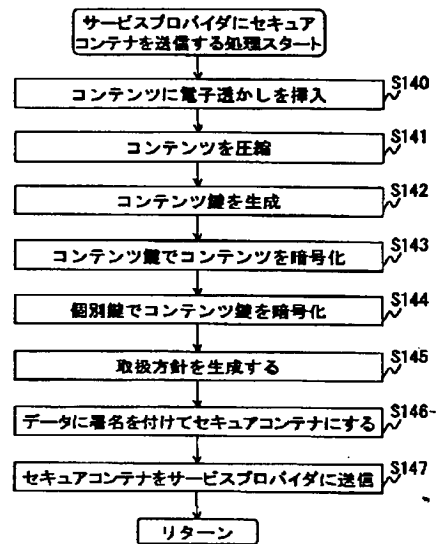 サービスプロバイダにセキュア
コンテナを送信する処理スタート
S140
コンテンツに電子透かしを挿入
S141
コンテンツを圧縮
S142
コンテンツ鍵を生成
S143
コンテンツ鍵でコンテンツを暗号化
S144
個別鍵でコンテンツ鍵を暗号化
S145
取扱方針を生成する
S146
データに署名を付けてセキュアコンテナにする
S147
セキュアコンテナをサービスプロバイダに送信
リターン